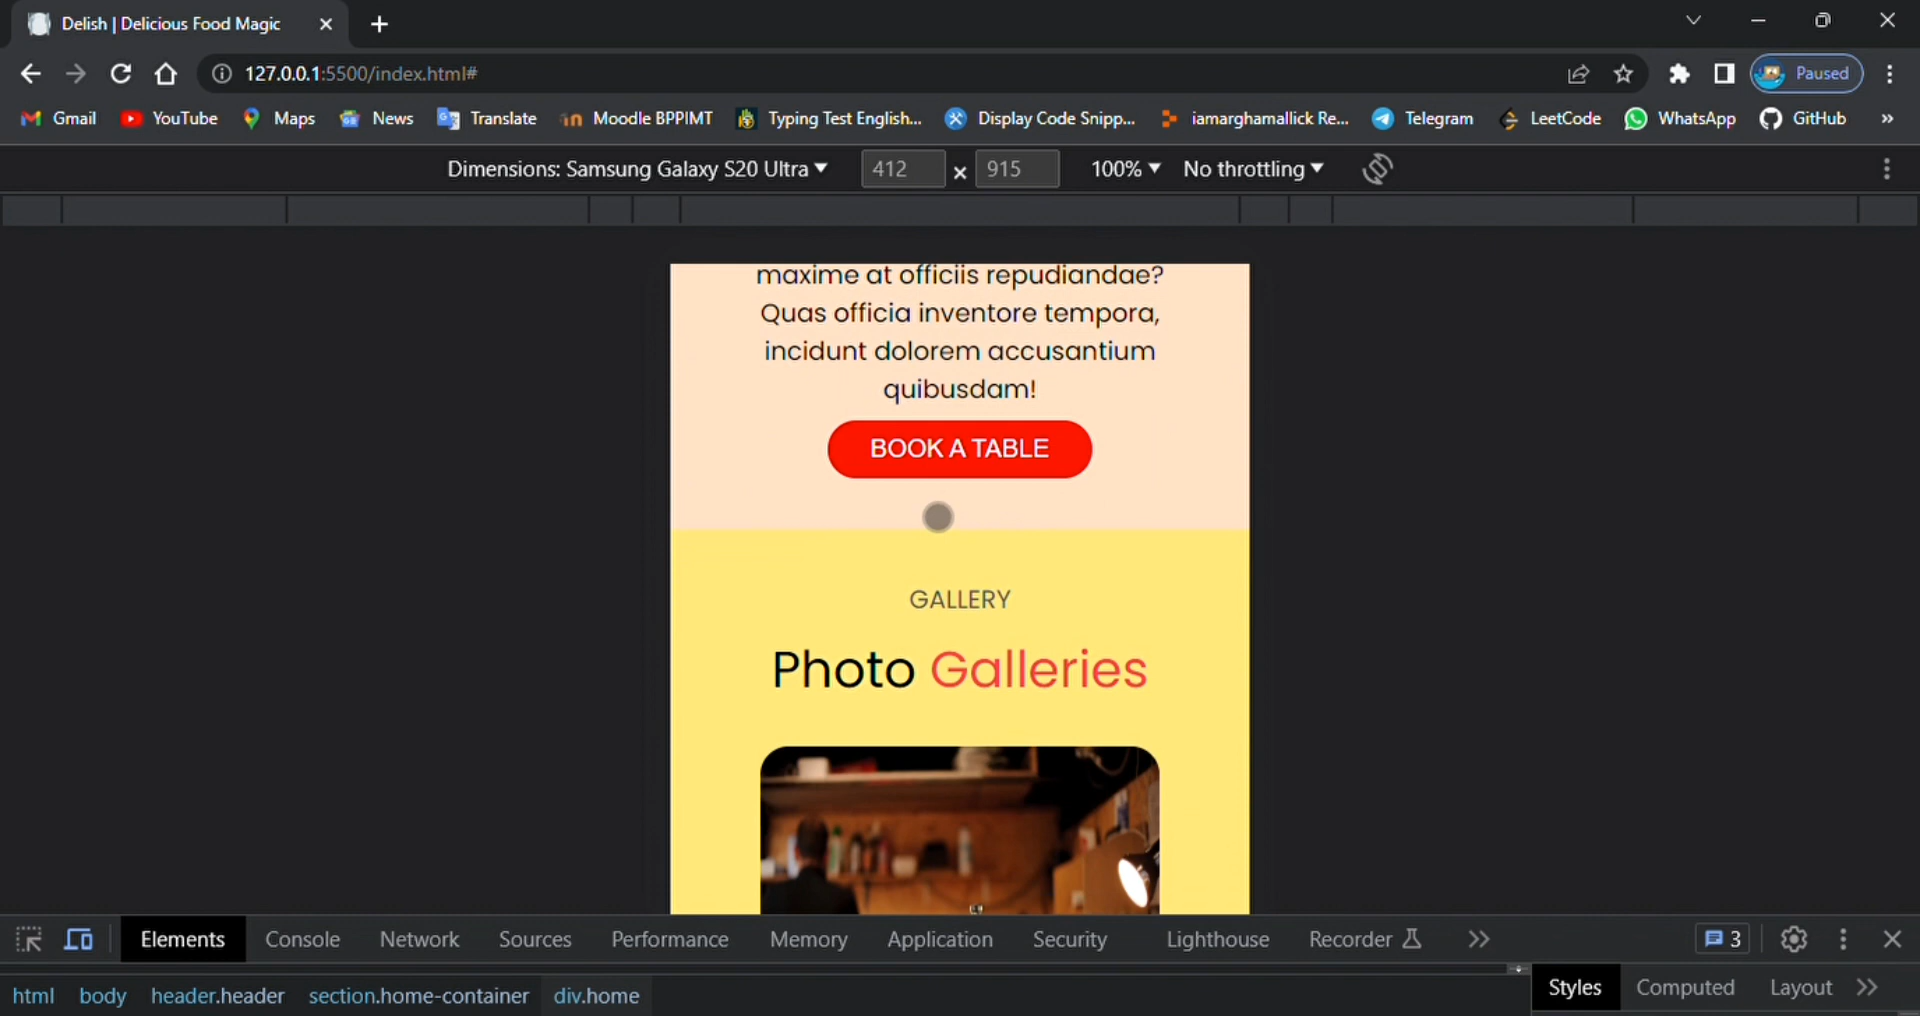 Delish | Delicious Food Magic
127.0.0.1:5500/index.html#
Paused
Gmail YouTube Maps News Translate Moodle BPPIMT Typing Test English... Display Code Snipp... iamarghamallick Re... Telegram LeetCode WhatsApp GitHub »
Dimensions: Samsung Galaxy S20 Ultra 412 × 915 100% No throttling
maxime at officiis repudiandae?
Quas officia inventore tempora,
incidunt dolorem accusantium
quibusdam!
BOOK A TABLE
GALLERY
Photo Galleries
Elements Console Network Sources Performance Memory Application Security Lighthouse Recorder 3
html body header.header section.home-container div.home
Styles Computed Layout